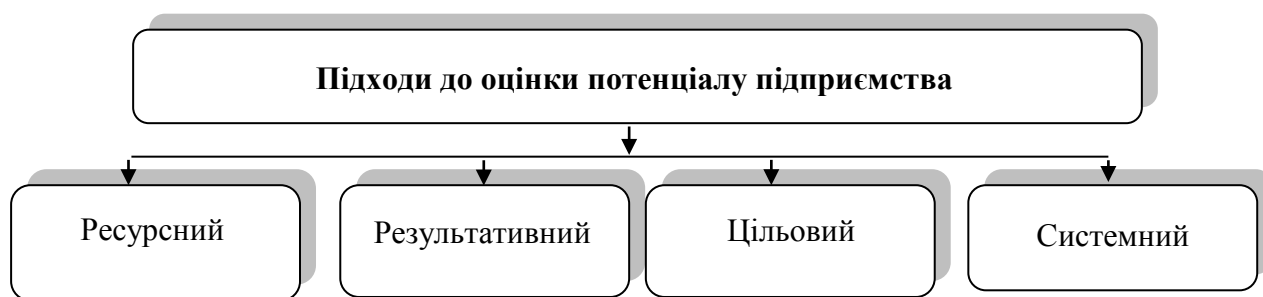 Підходи до оцінки потенціалу підприємства
Ресурсний
Результативний
Цільовий
Системний